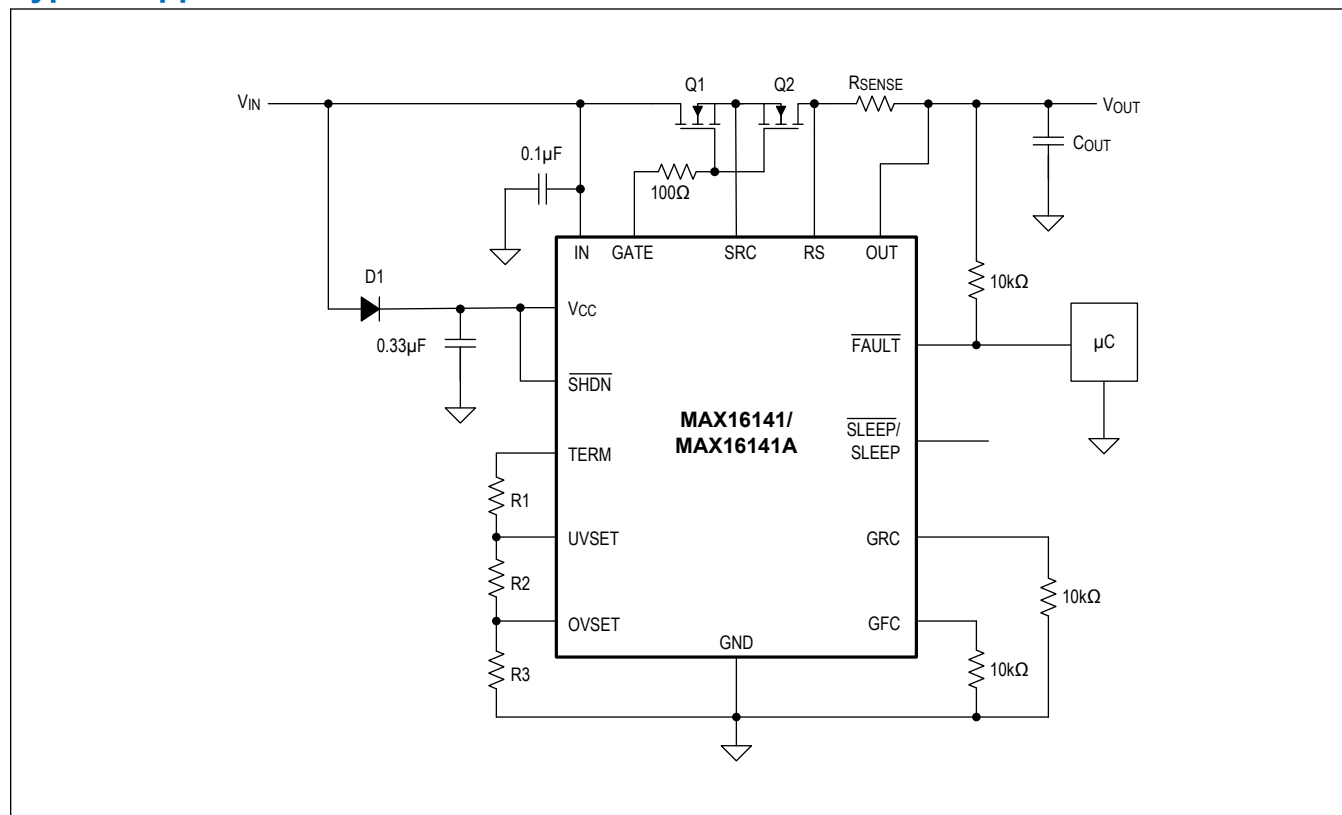 Q1
Q2
RSENSE
VIN
VOUT
COUT
0.1µF
100Ω
IN
GATE
SRC
RS
OUT
10kΩ
D1
VCC
0.33µF
FAULT
µC
SHDN
MAX16141/
MAX16141A
SLEEP/
SLEEP
TERM
R1
UVSET
GRC
R2
10kΩ
OVSET
GFC
GND
R3
10kΩ